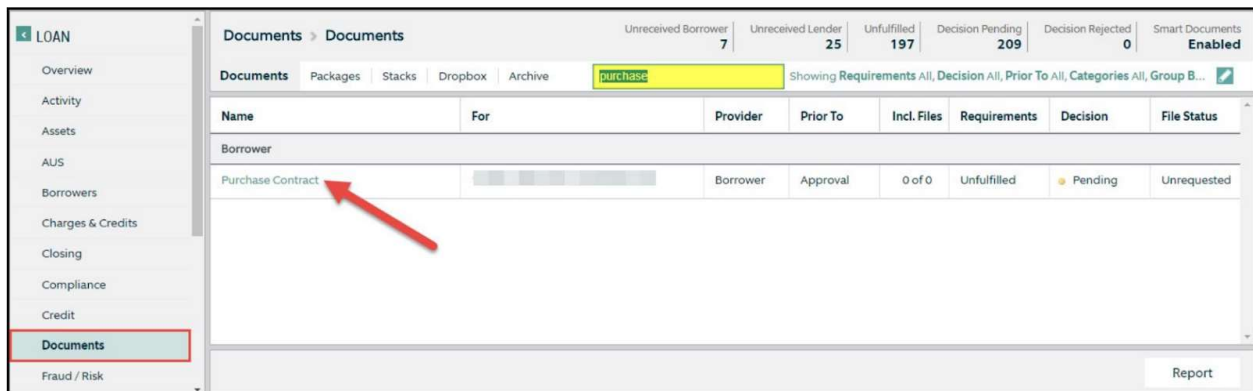 LOAN
Overview
Activity
Assets
AUS
Borrowers
Charges & Credits
Closing
Compliance
Credit
Documents
Fraud / Risk
Documents > Documents
Unreceived Borrower
7
Unreceived Lender
25
Unfulfilled
197
Decision Pending
209
Decision Rejected
0
Smart Documents
Enabled
Documents Packages Stacks Dropbox Archive purchase Showing Requirements All, Decision All, Prior To All, Categories All, Group B...
Name For Provider Prior To Incl. Files Requirements Decision File Status
Borrower
Purchase Contract Borrower Approval 0 of 0 Unfulfilled Pending Unrequested
Report